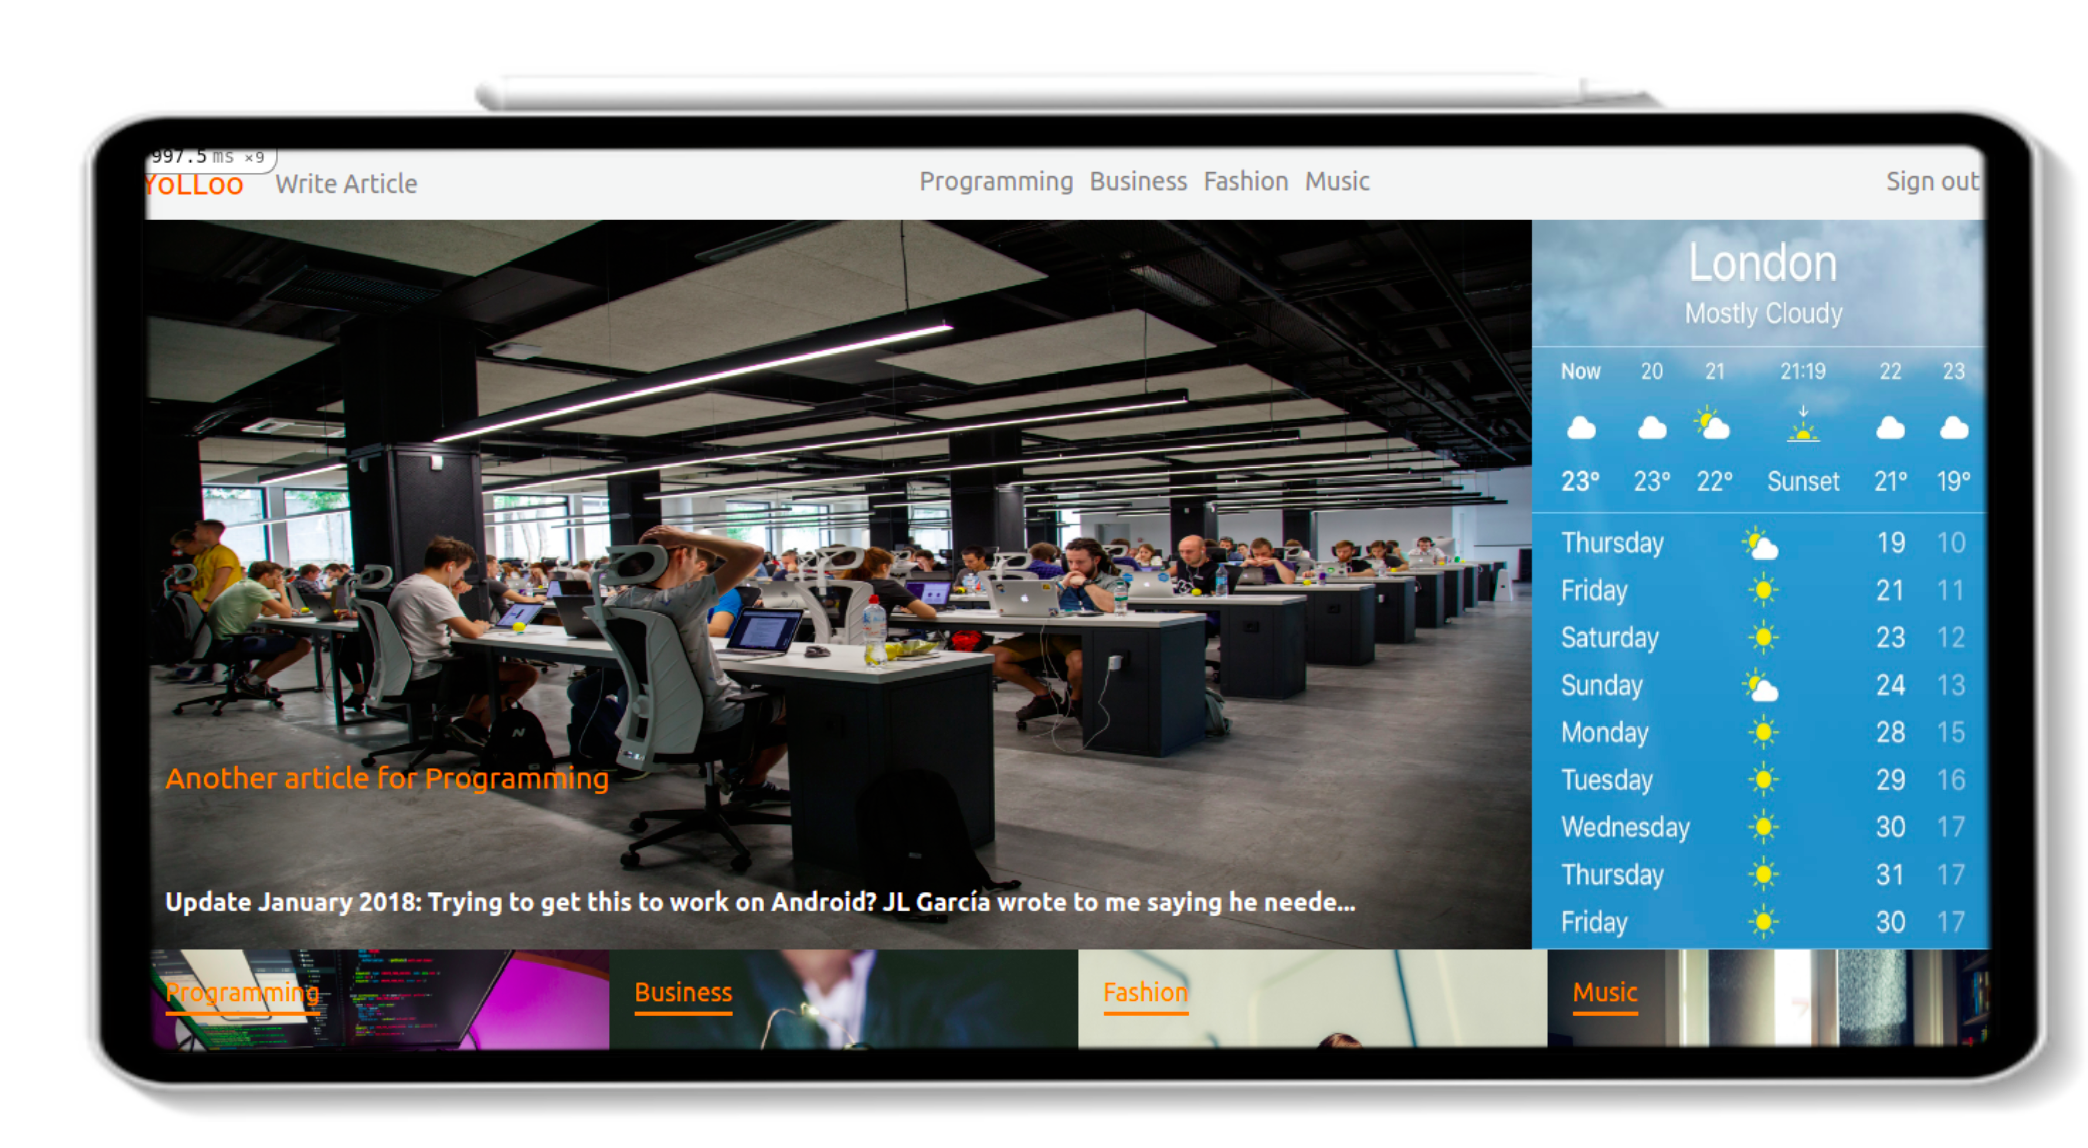 997.5 ms ×9
YoLLoo Write Article Programming Business Fashion Music Sign out
London
Mostly Cloudy
Now 20 21 21:19 22 23
23° 23° 22° Sunset 21° 19°
Thursday 19 10
Friday 21 11
Saturday 23 12
Sunday 24 13
Monday 28 15
Tuesday 29 16
Wednesday 30 17
Thursday 31 17
Friday 30 17
Another article for Programming
Update January 2018: Trying to get this to work on Android? JL García wrote to me saying he neede...
Programming Business Fashion Music